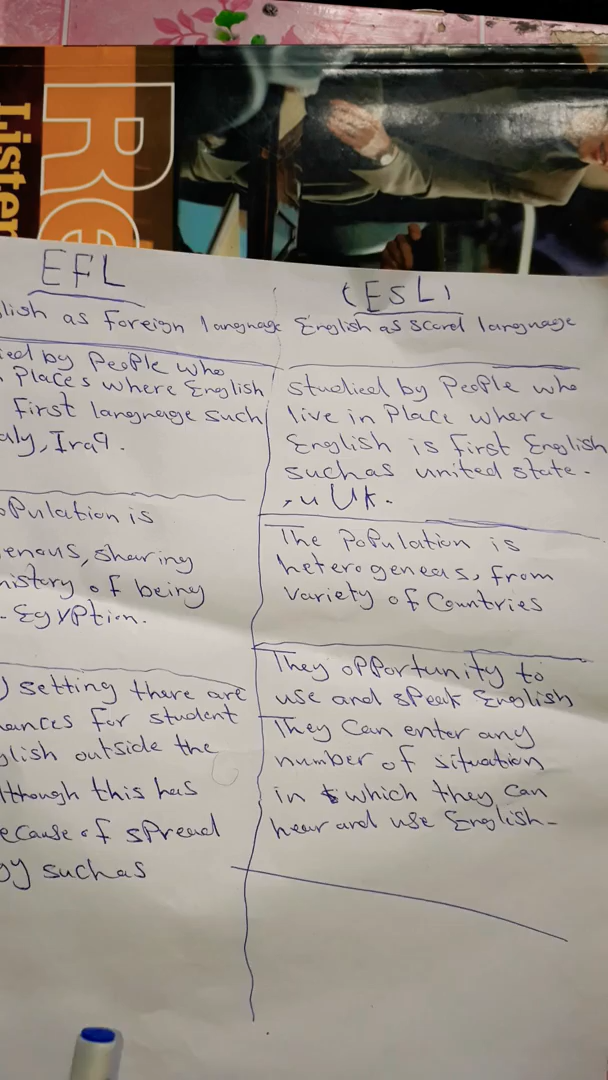 Lister
Re
EFL
lish as foreign language
ied by People who
Places where English
first language such
aly, Iraq.
opulation is
enous, sharing
history of being
- Egyption.
) setting there are
ances for student
glish outside the
lthough this has
ecause of spread
gy suchas
(ESL)
English as scond language
studied by People who
live in Place where
English is first English
suchas united state.
, u UK.
The Population is
heterogeneas, from
variety of Countries
They opportunity to
use and speak English
They Can enter any
number of situation
in which they Can
hear and use English-